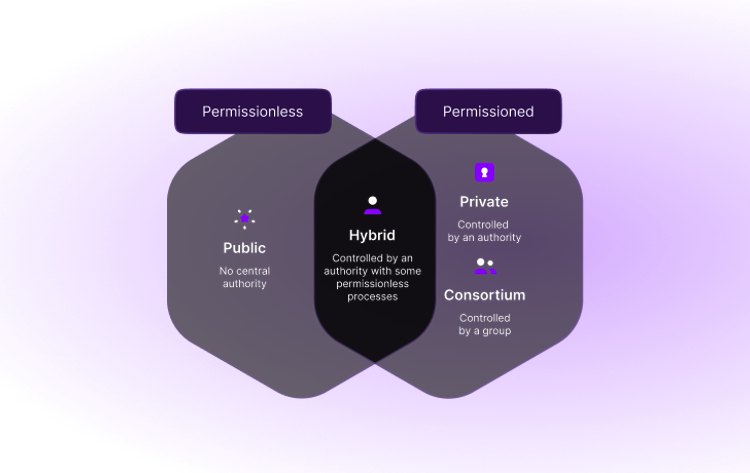 Permissionless
Permissioned
Public
No central
authority
Hybrid
Controlled by an
authority with some
permissionless
processes
Private
Controlled
by an authority
Consortium
Controlled
by a group